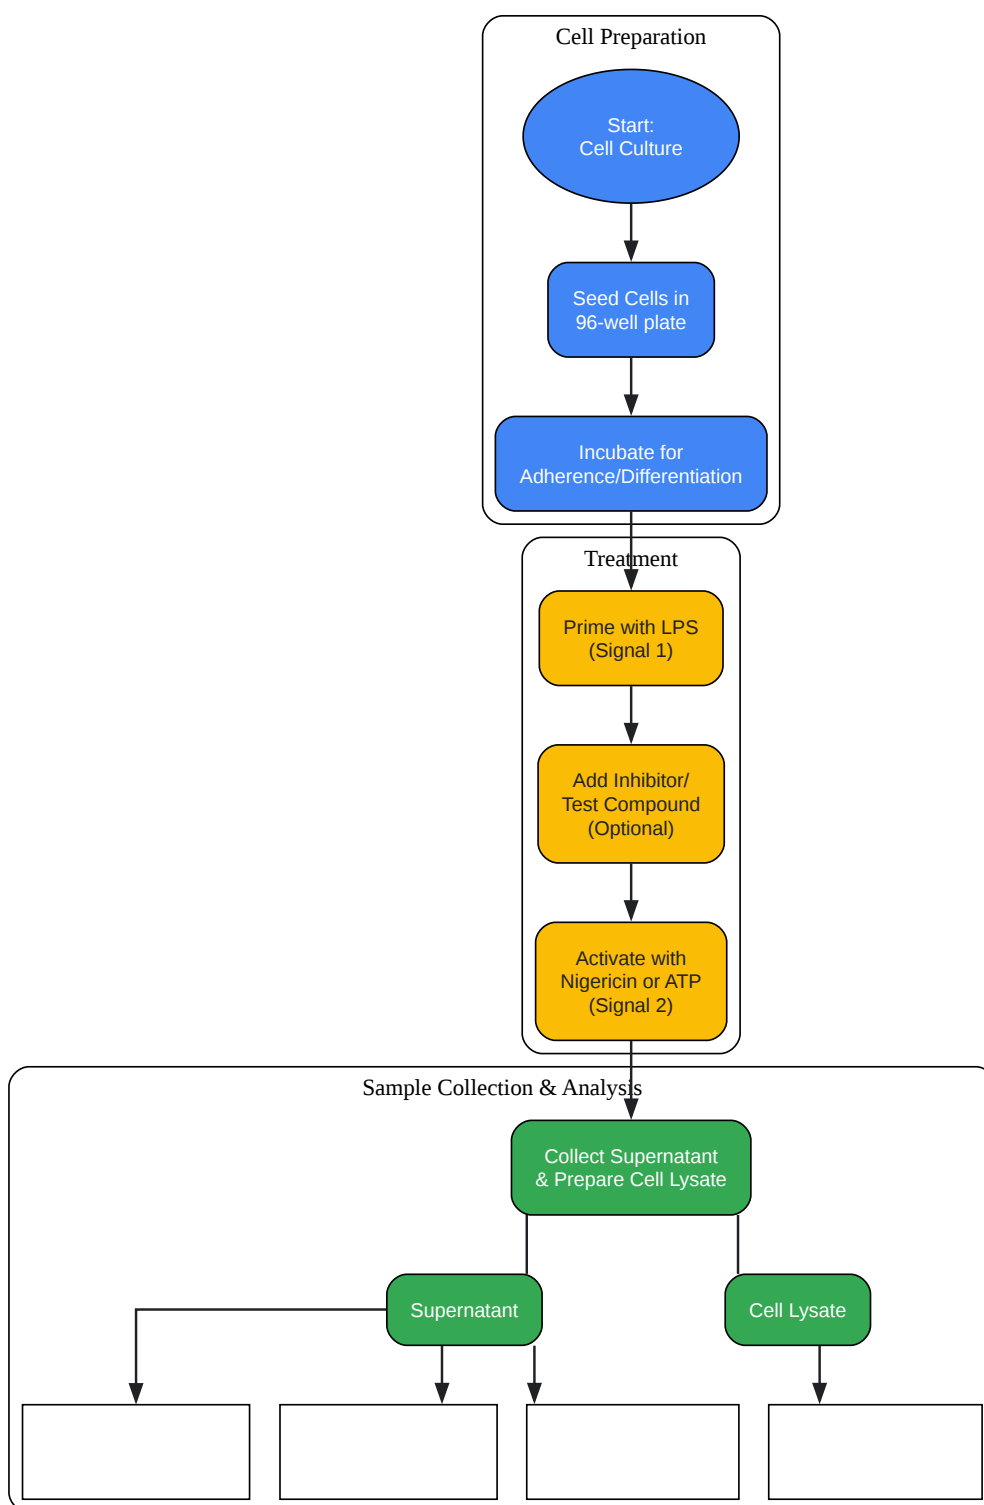 Cell Preparation
Start:
Cell Culture
Seed Cells in
96-well plate
Incubate for
Adherence/Differentiation
Treatment
Prime with LPS
(Signal 1)
Add Inhibitor/
Test Compound
(Optional)
Activate with
Nigericin or ATP
(Signal 2)
Sample Collection & Analysis
Collect Supernatant
& Prepare Cell Lysate
Supernatant
Cell Lysate